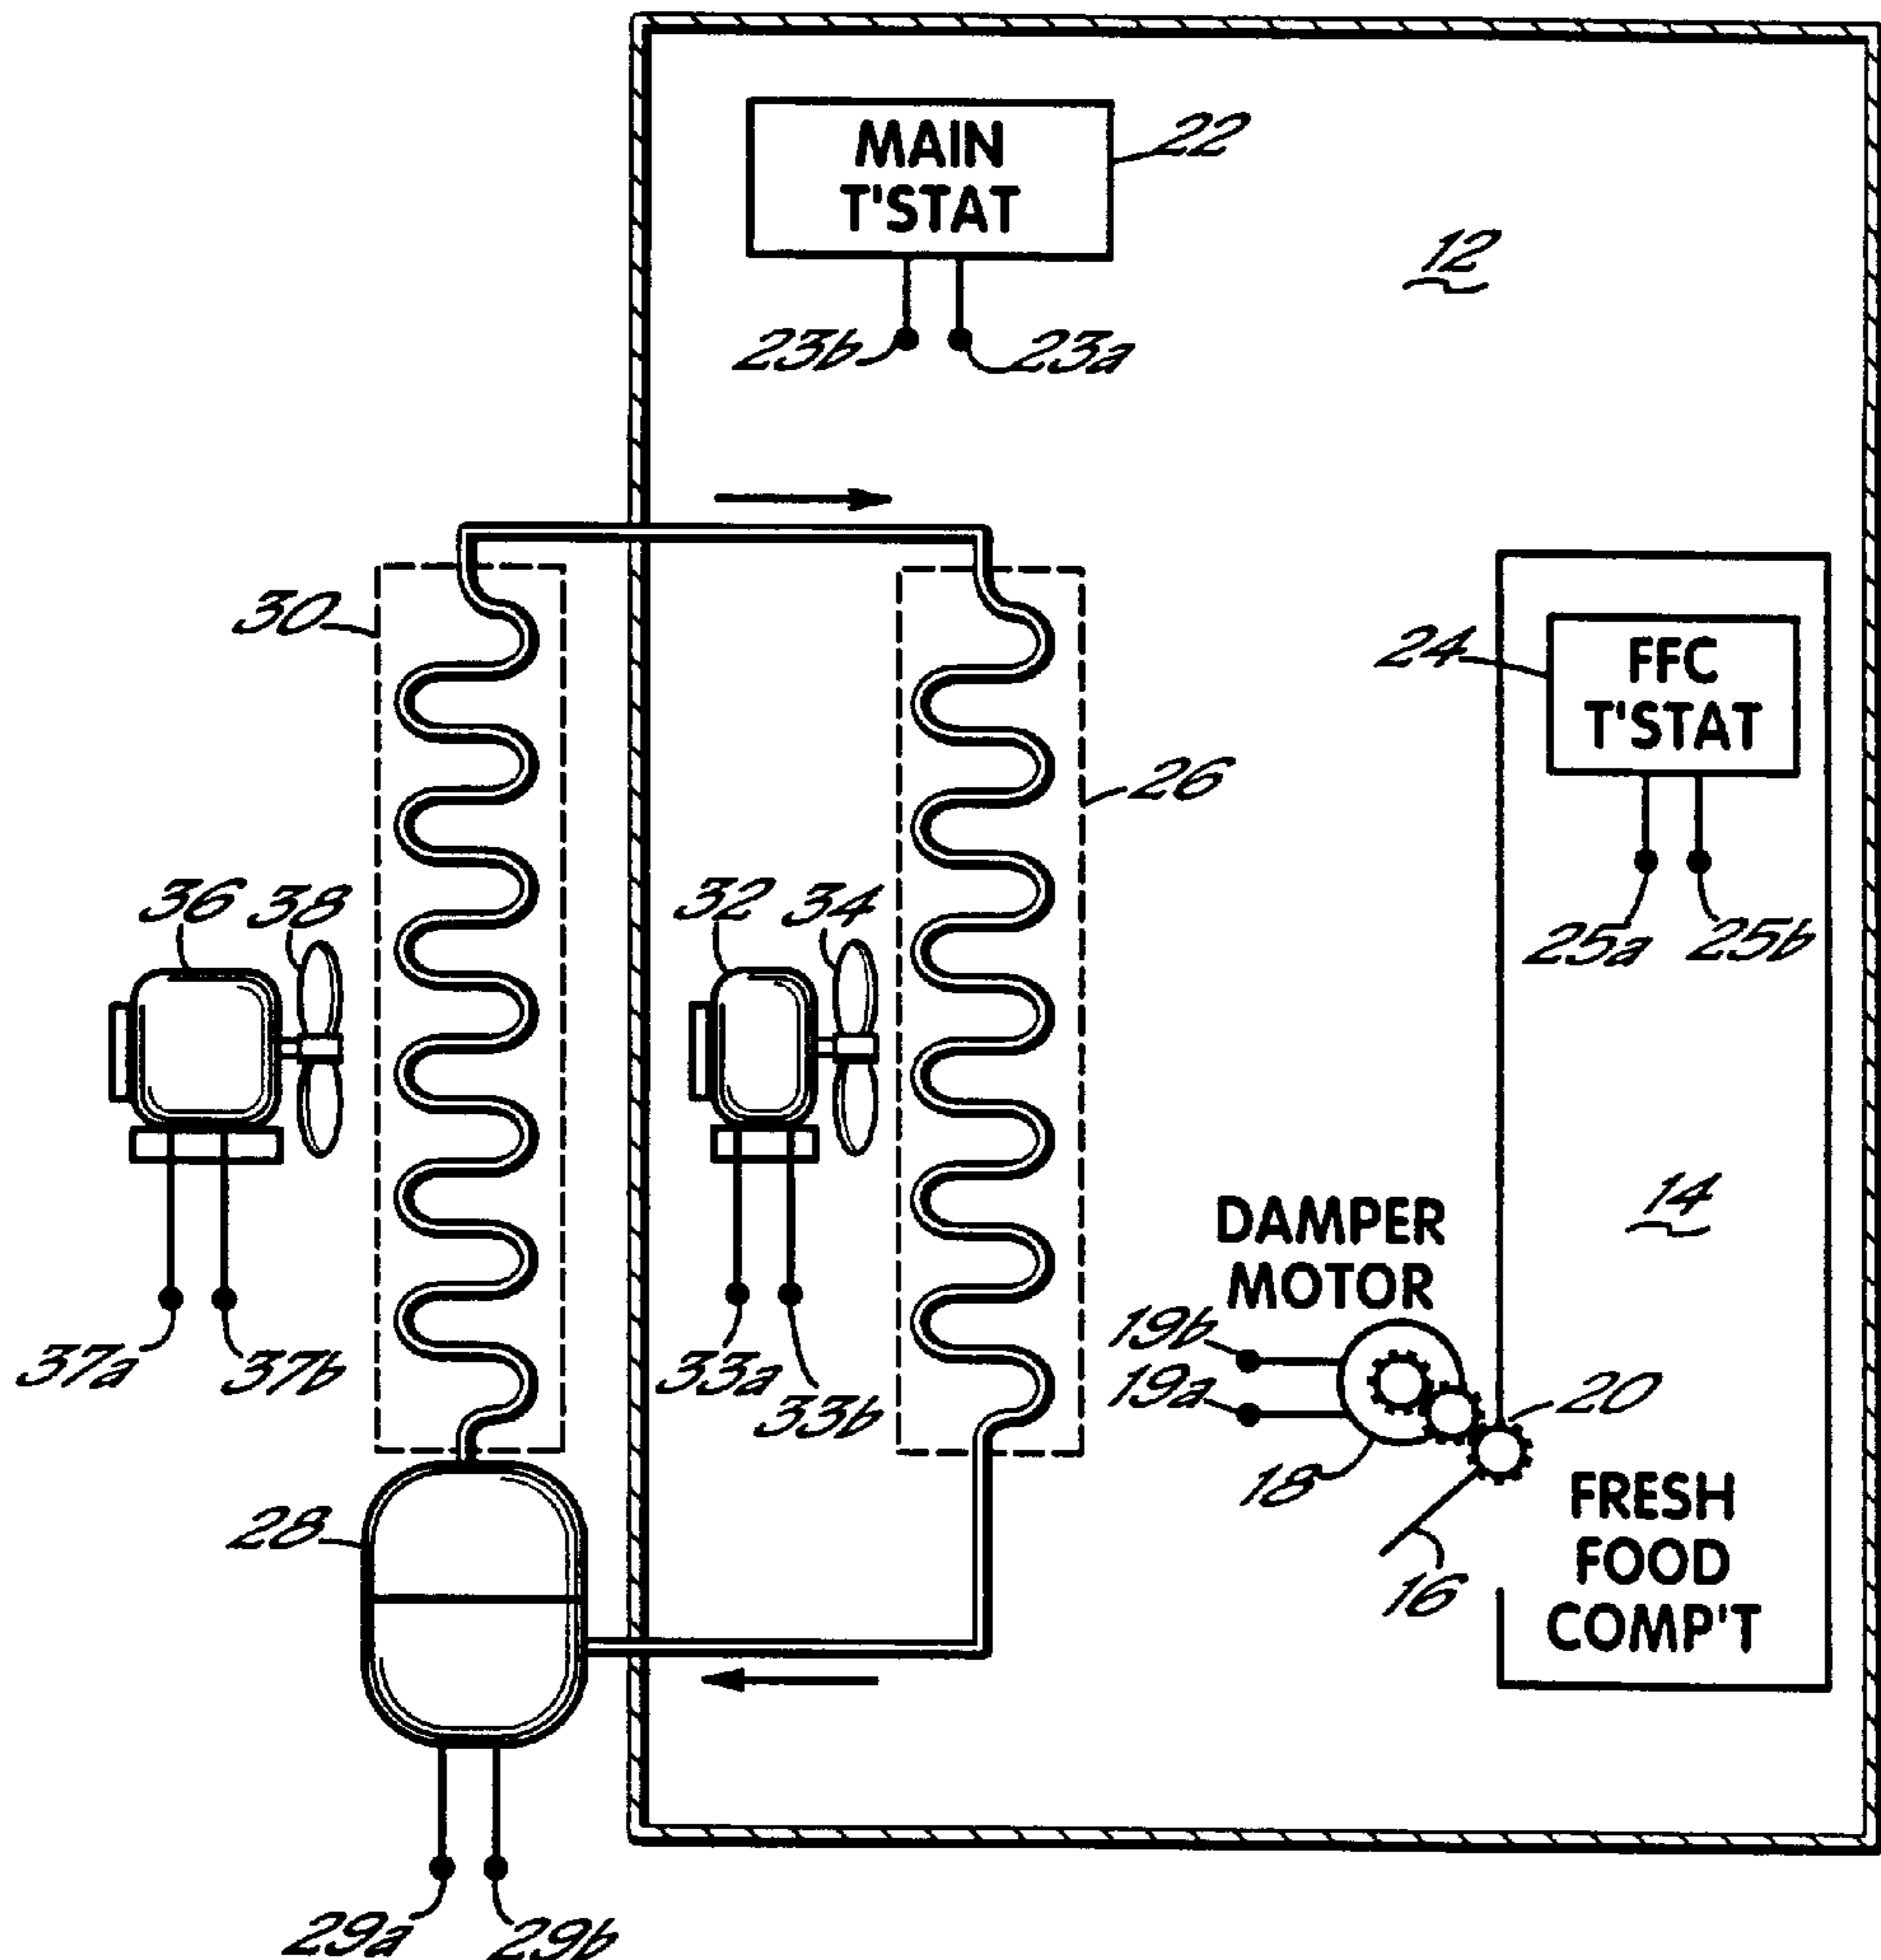 MAIN
T'STAT
22
12
23b
23a
30
24
FFC
T'STAT
26
36
38
32
34
25a
25b
14
DAMPER
MOTOR
19b
19a
37a
37b
33a
33b
20
18
28
16
FRESH
FOOD
COMP'T
29a
29b